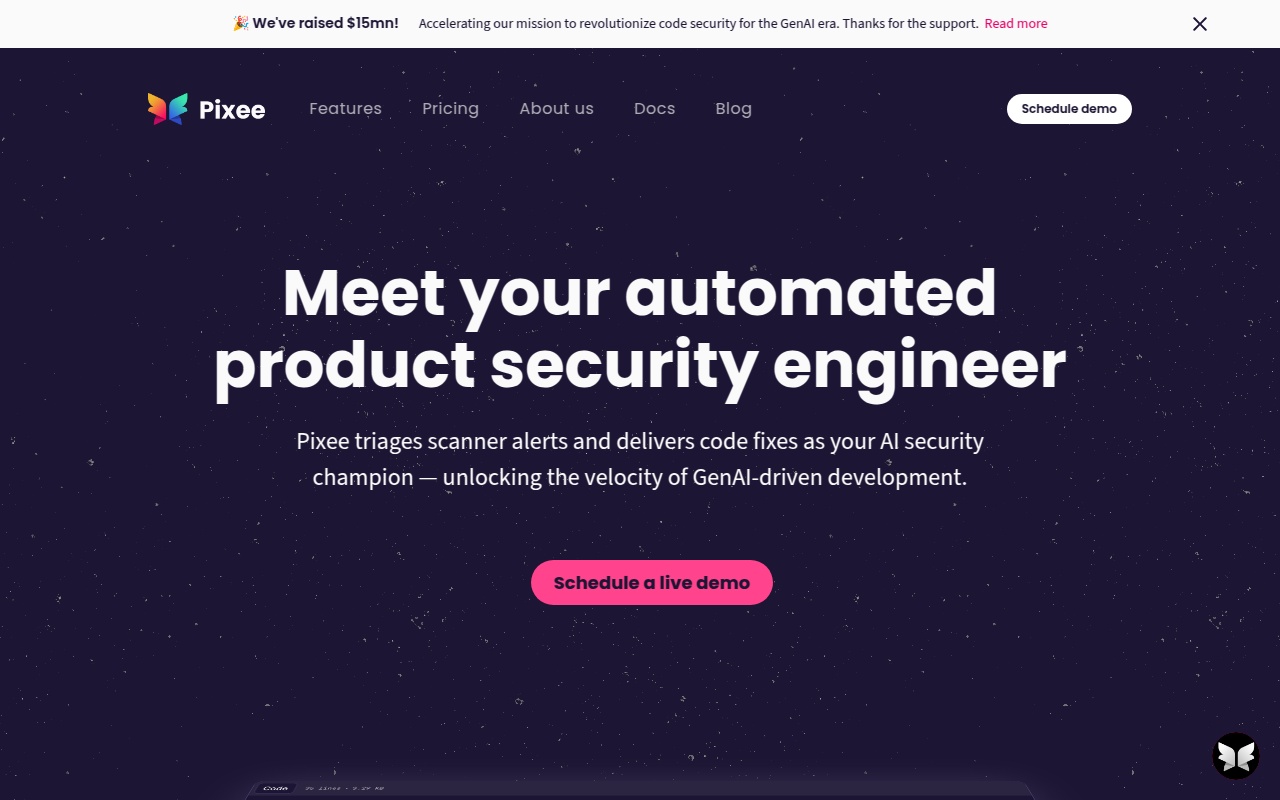 🎉 We've raised $15mn! Accelerating our mission to revolutionize code security for the GenAI era. Thanks for the support. Read more
Pixee Features Pricing About us Docs Blog Schedule demo
Meet your automated
product security engineer
Pixee triages scanner alerts and delivers code fixes as your AI security
champion — unlocking the velocity of GenAI-driven development.
Schedule a live demo
Code